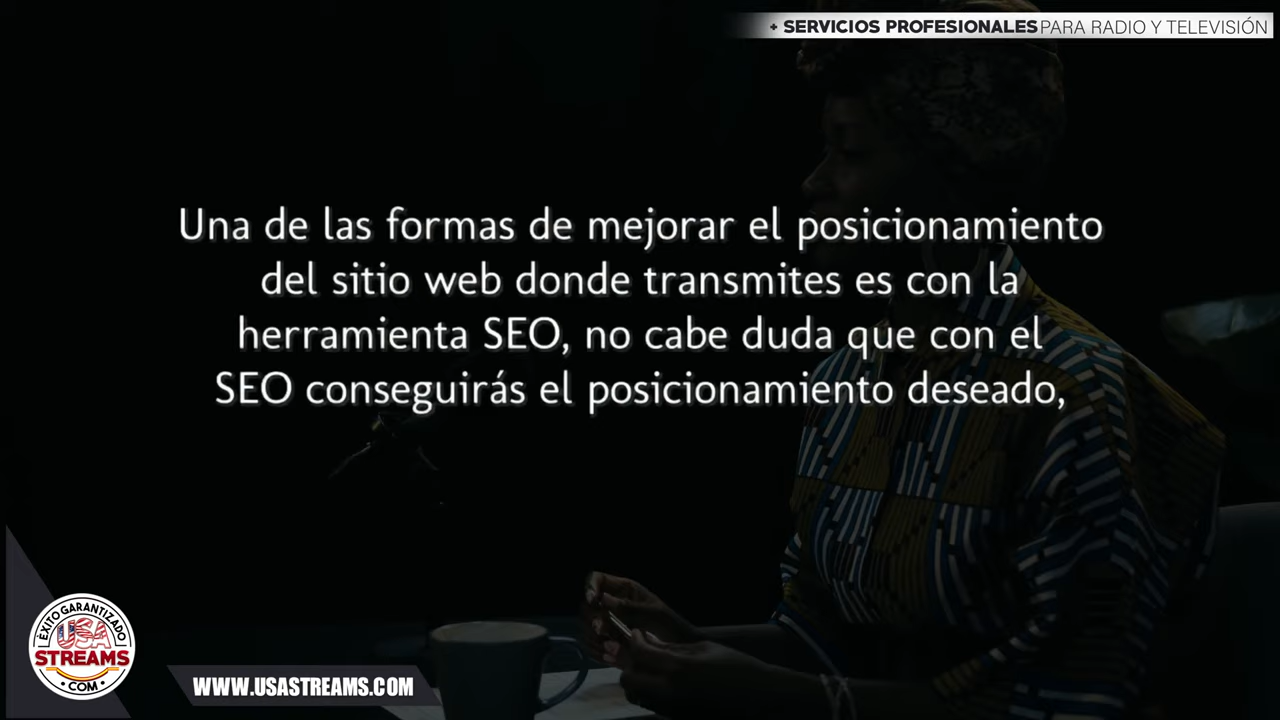 + SERVICIOS PROFESIONALES PARA RADIO Y TELEVISIÓN
Una de las formas de mejorar el posicionamiento
del sitio web donde transmites es con la
herramienta SEO, no cabe duda que con el
SEO conseguirás el posicionamiento deseado,
ÉXITO GARANTIZADO
USA
STREAMS
• COM •
WWW.USASTREAMS.COM